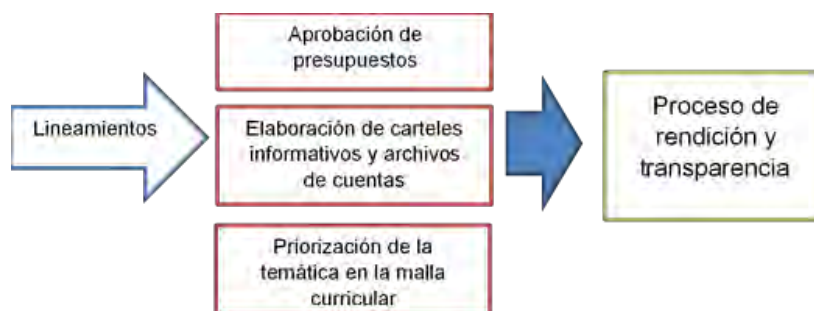 Lineamientos
Aprobación de
presupuestos
Elaboración de carteles
informativos y archivos
de cuentas
Priorización de la
temática en la malla
curricular
Proceso de
rendición y
transparencia